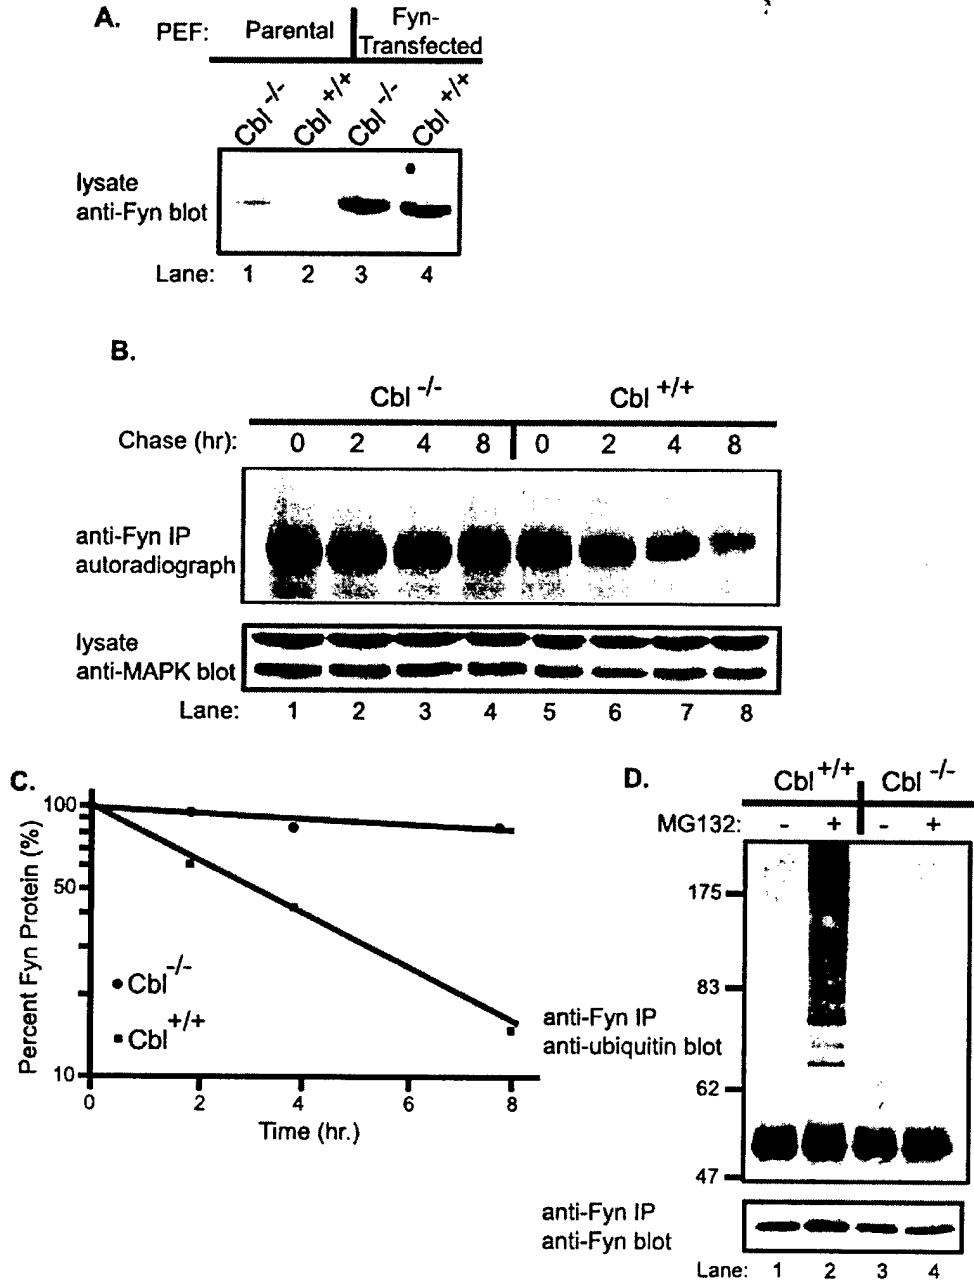 A.
PEF: Parental Fyn-
Transfected
Cbl -/- Cbl +/+ Cbl -/- Cbl +/+
lysate
anti-Fyn blot
Lane: 1 2 3 4
B.
Cbl -/- Cbl +/+
Chase (hr): 0 2 4 8 0 2 4 8
anti-Fyn IP
autoradiograph
lysate
anti-MAPK blot
Lane: 1 2 3 4 5 6 7 8
C.
Percent Fyn Protein (%)
100
50
10
Cbl -/-
Cbl +/+
0 2 4 6 8
Time (hr.)
D.
Cbl +/+ Cbl -/-
MG132: - + - +
175
83
anti-Fyn IP
anti-ubiquitin blot
62
47
anti-Fyn IP
anti-Fyn blot
Lane: 1 2 3 4